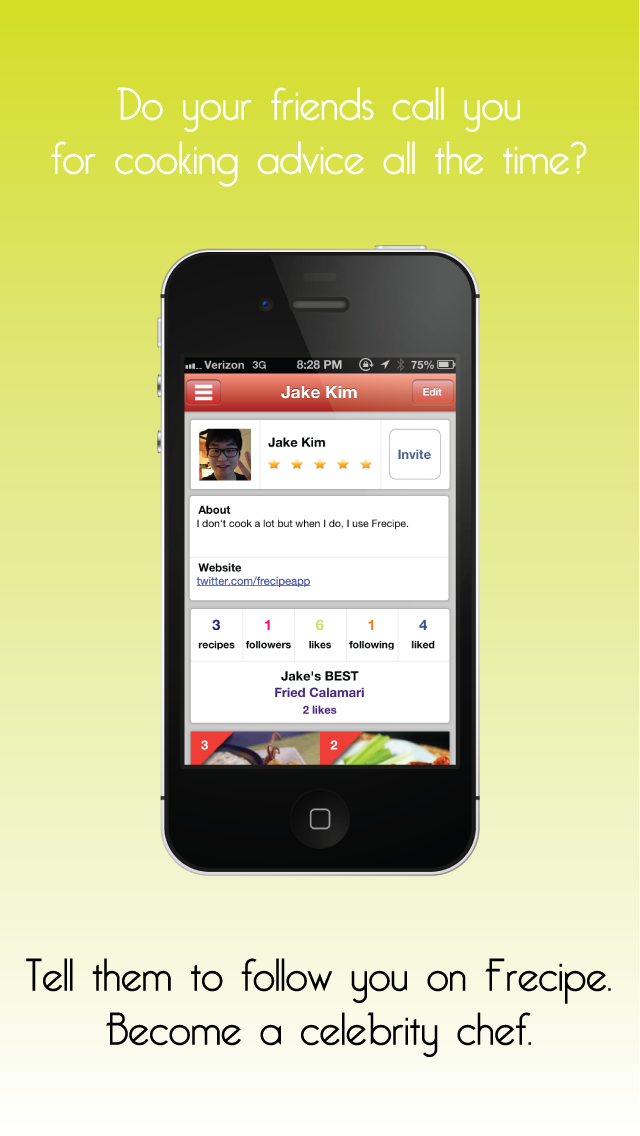 Do your friends call you
for cooking advice all the time?
Verizon 3G 8:28 PM 75%
Jake Kim Edit
Jake Kim
Invite
About
I don't cook a lot but when I do, I use Frecipe.
Website
twitter.com/frecipeapp
3 1 6 1 4
recipes followers likes following liked
Jake's BEST
Fried Calamari
2 likes
3 2
Tell them to follow you on Frecipe.
Become a celebrity chef.